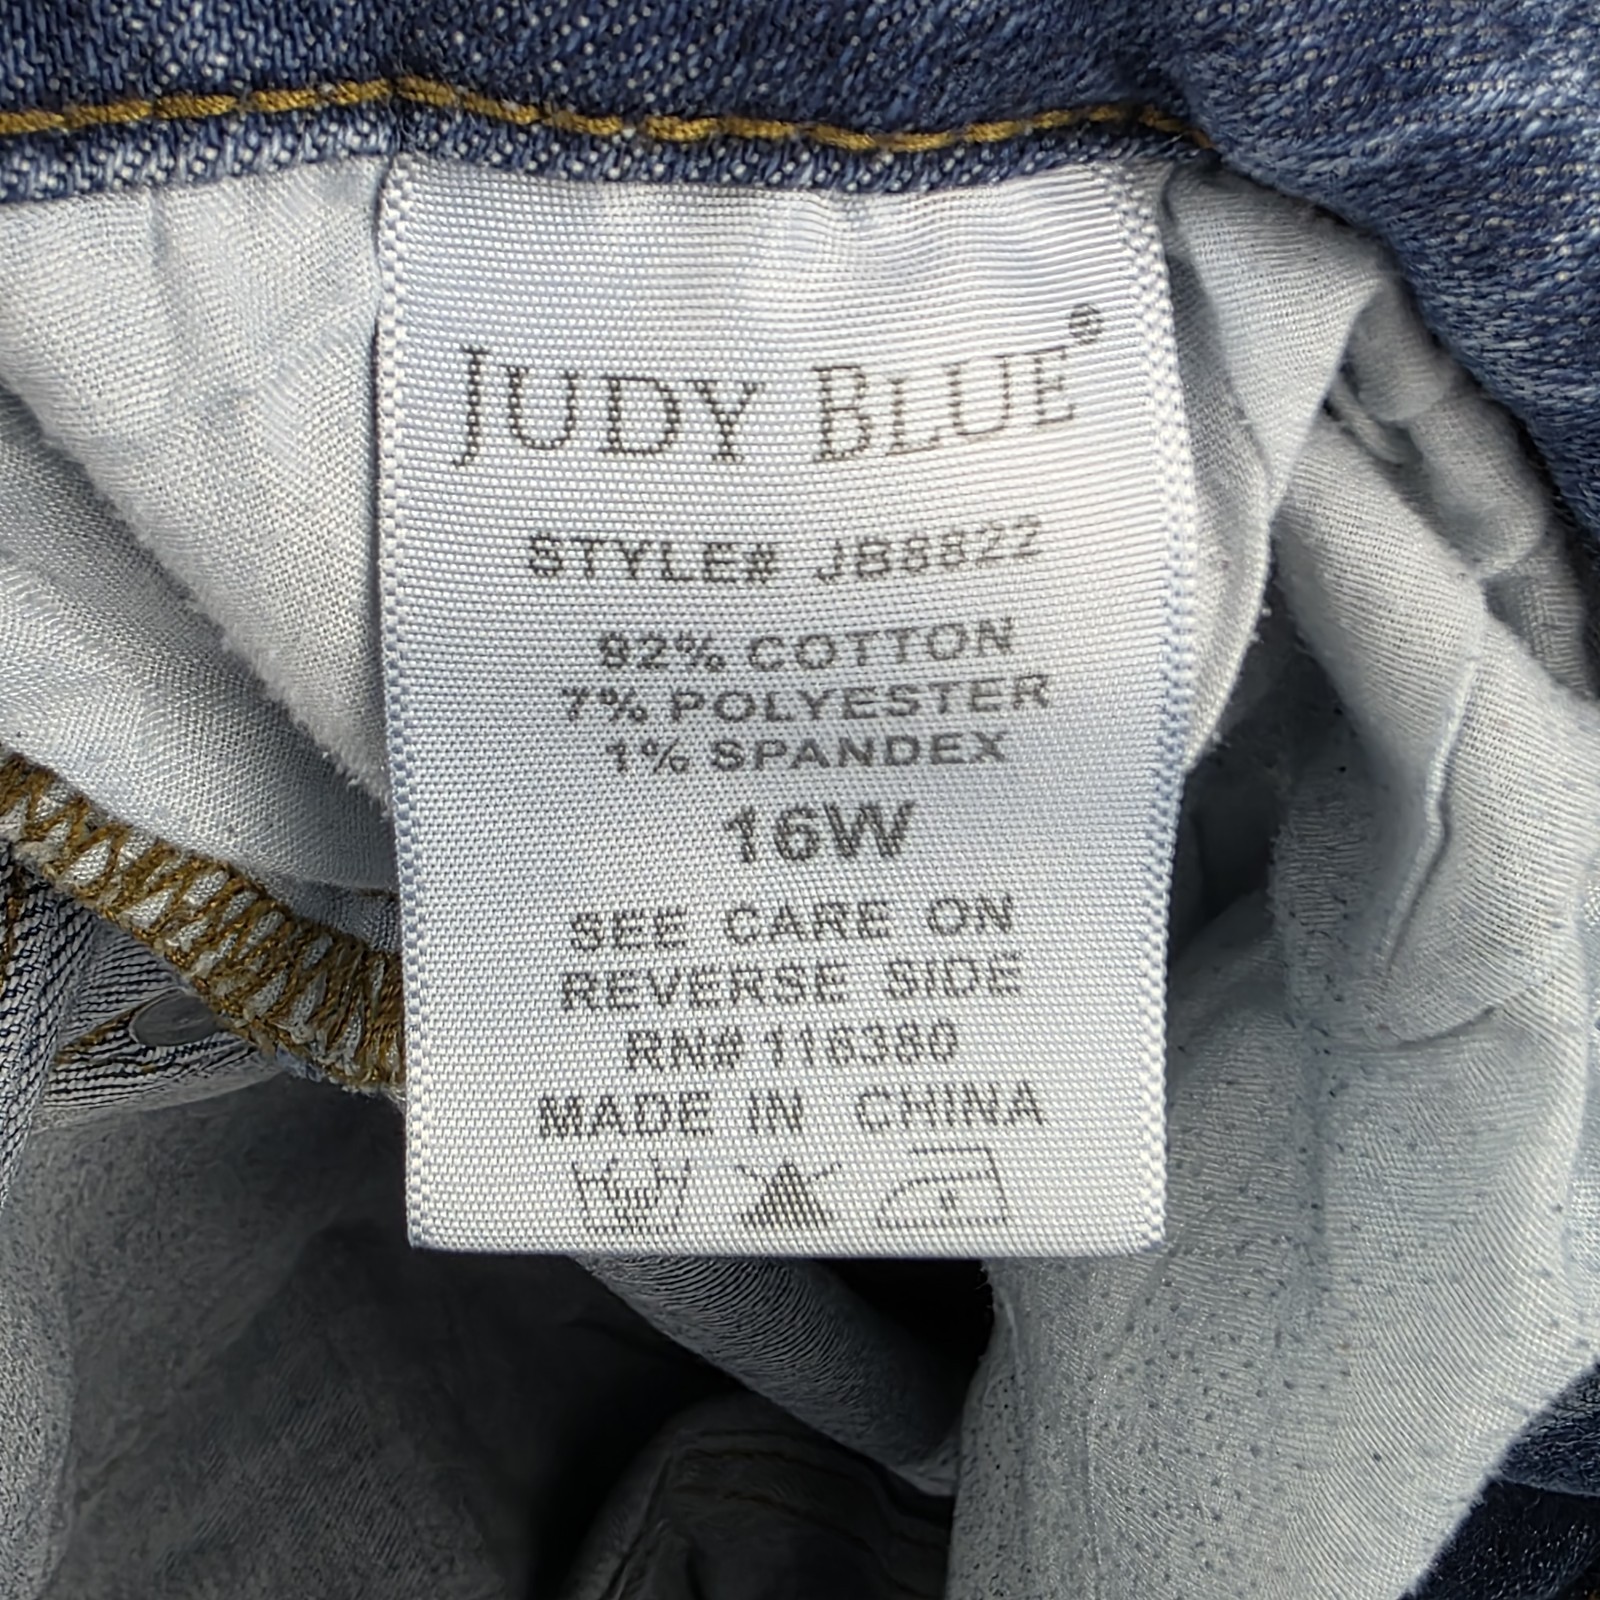 JUDY BLUE®
STYLE# JB8822
92% COTTON
7% POLYESTER
1% SPANDEX
16W
SEE CARE ON
REVERSE SIDE
RN# 116380
MADE IN CHINA